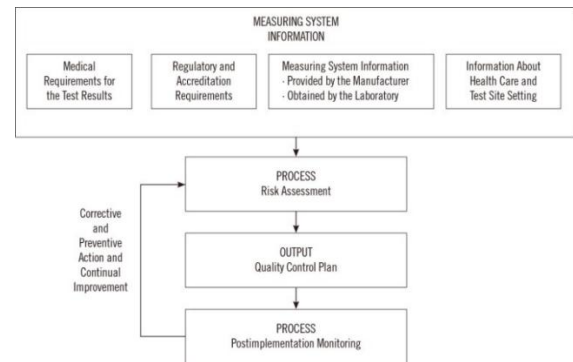 MEASURING SYSTEM
INFORMATION
Medical
Requirements for
the Test Results
Regulatory and
Accreditation
Requirements
Measuring System Information
· Provided by the Manufacturer
· Obtained by the Laboratory
Information About
Health Care and
Test Site Setting
PROCESS
Risk Assessment
Corrective
and
Preventive
Action and
Continual
Improvement
OUTPUT
Quality Control Plan
PROCESS
Postimplementation Monitoring